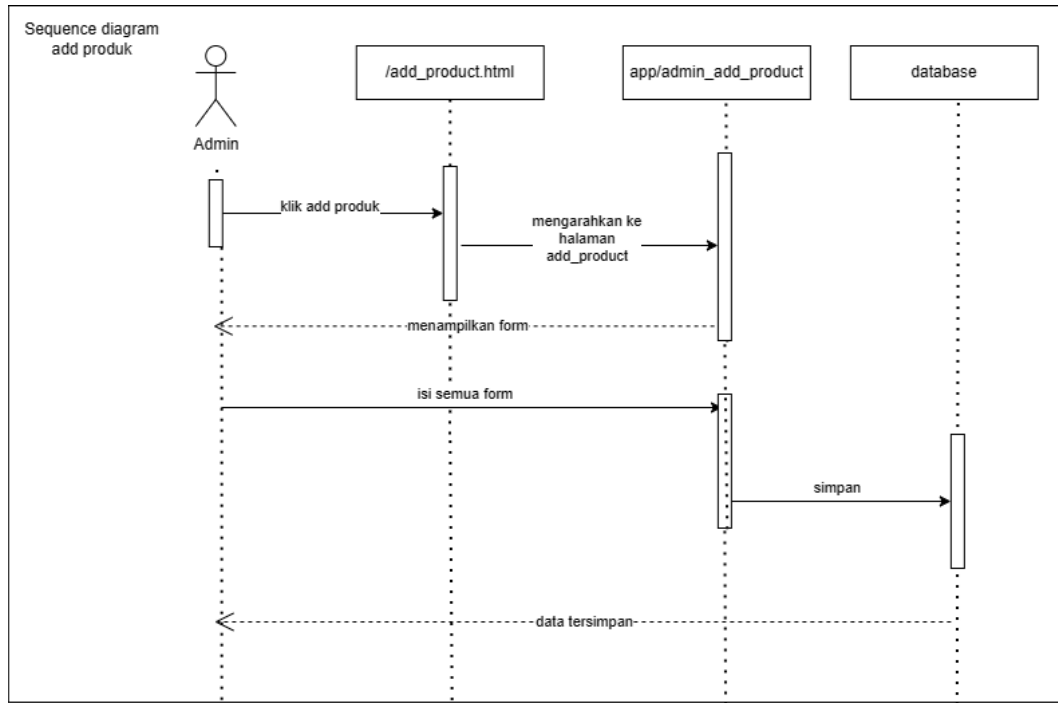 Sequence diagram
add produk
/add_product.html
app/admin_add_product
database
Admin
klik add produk
mengarahkan ke
halaman
add_product
menampilkan form
isi semua form
simpan
data tersimpan